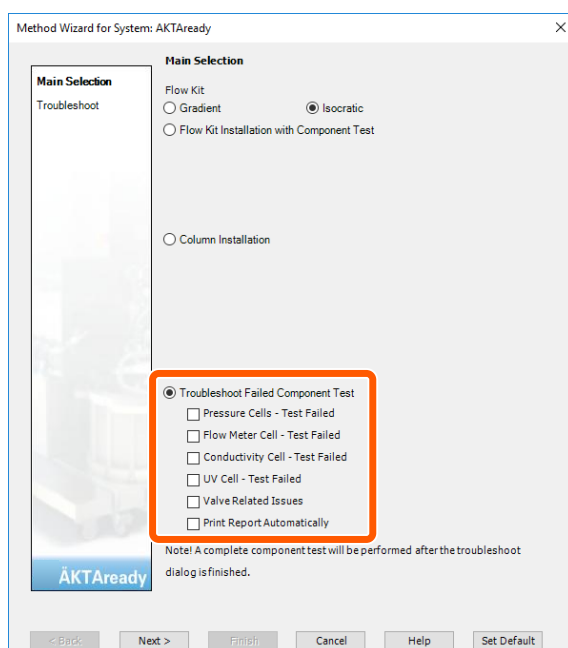 Method Wizard for System: AKTAready
Main Selection
Troubleshoot
ÄKTAready
Main Selection
Flow Kit
Gradient
Isocratic
Flow Kit Installation with Component Test
Column Installation
Troubleshoot Failed Component Test
Pressure Cells - Test Failed
Flow Meter Cell - Test Failed
Conductivity Cell - Test Failed
UV Cell - Test Failed
Valve Related Issues
Print Report Automatically
Note! A complete component test will be performed after the troubleshoot
dialog is finished.
< Back
Next >
Finish
Cancel
Help
Set Default